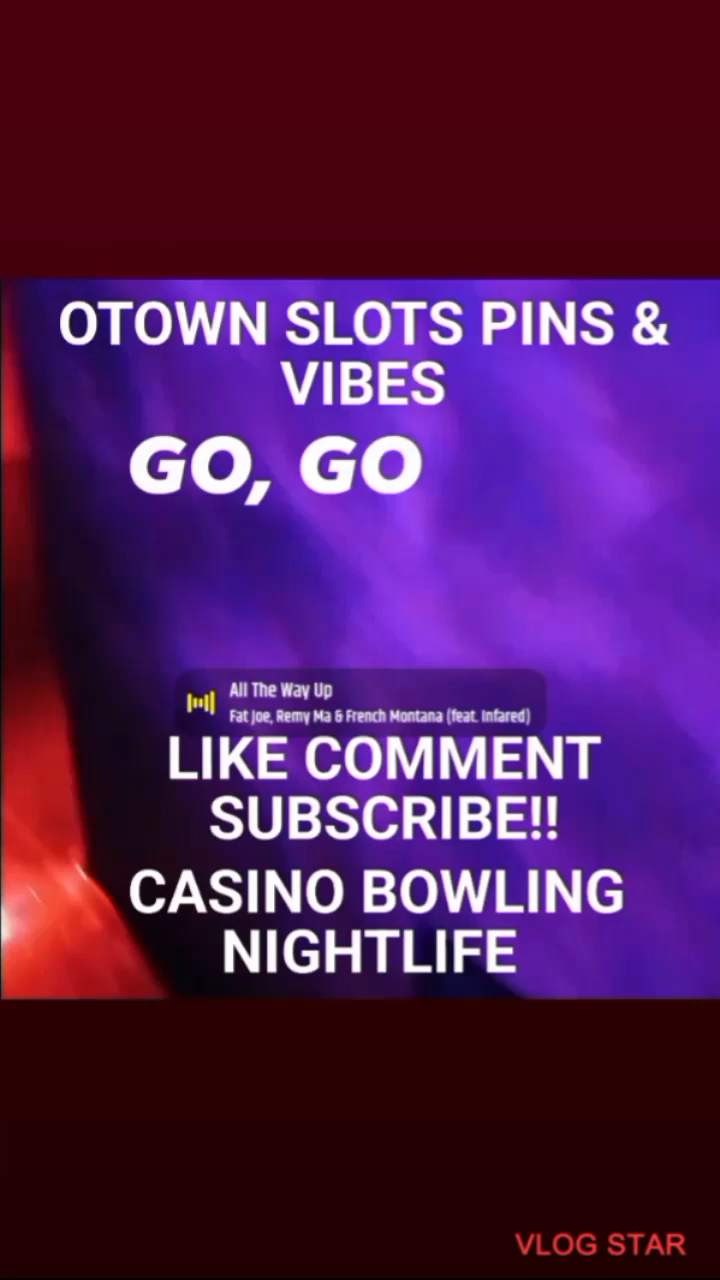 OTOWN SLOTS PINS &
VIBES
GO, GO
All The Way Up
Fat Joe, Remy Ma & French Montana (feat. Infared)
LIKE COMMENT
SUBSCRIBE!!
CASINO BOWLING
NIGHTLIFE
VLOG STAR